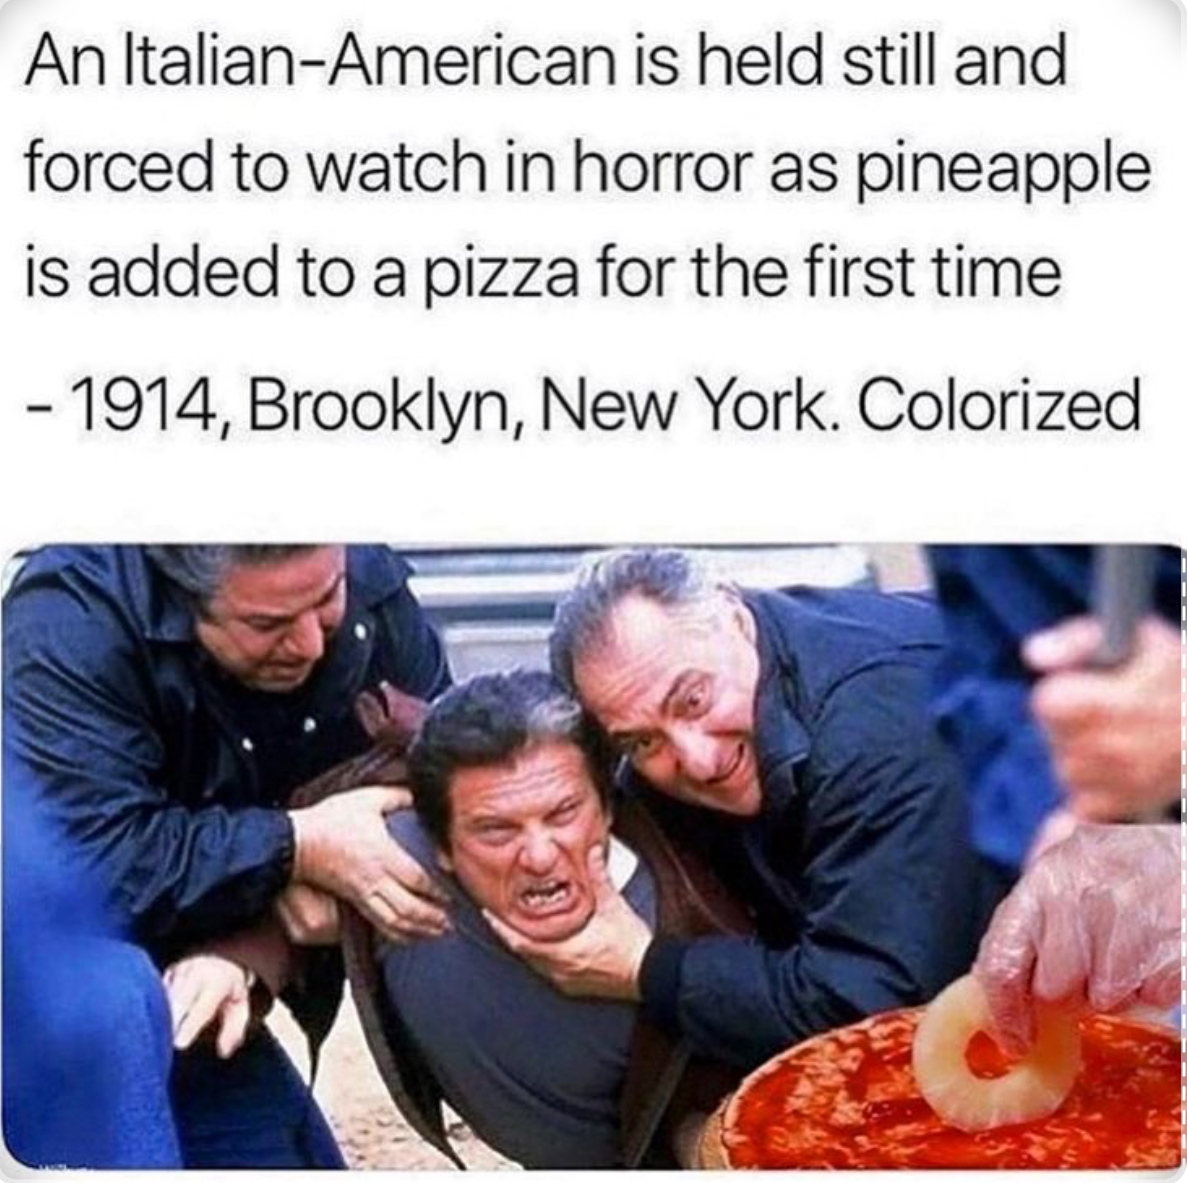 An Italian-American is held still and
forced to watch in horror as pineapple
is added to a pizza for the first time
- 1914, Brooklyn, New York. Colorized